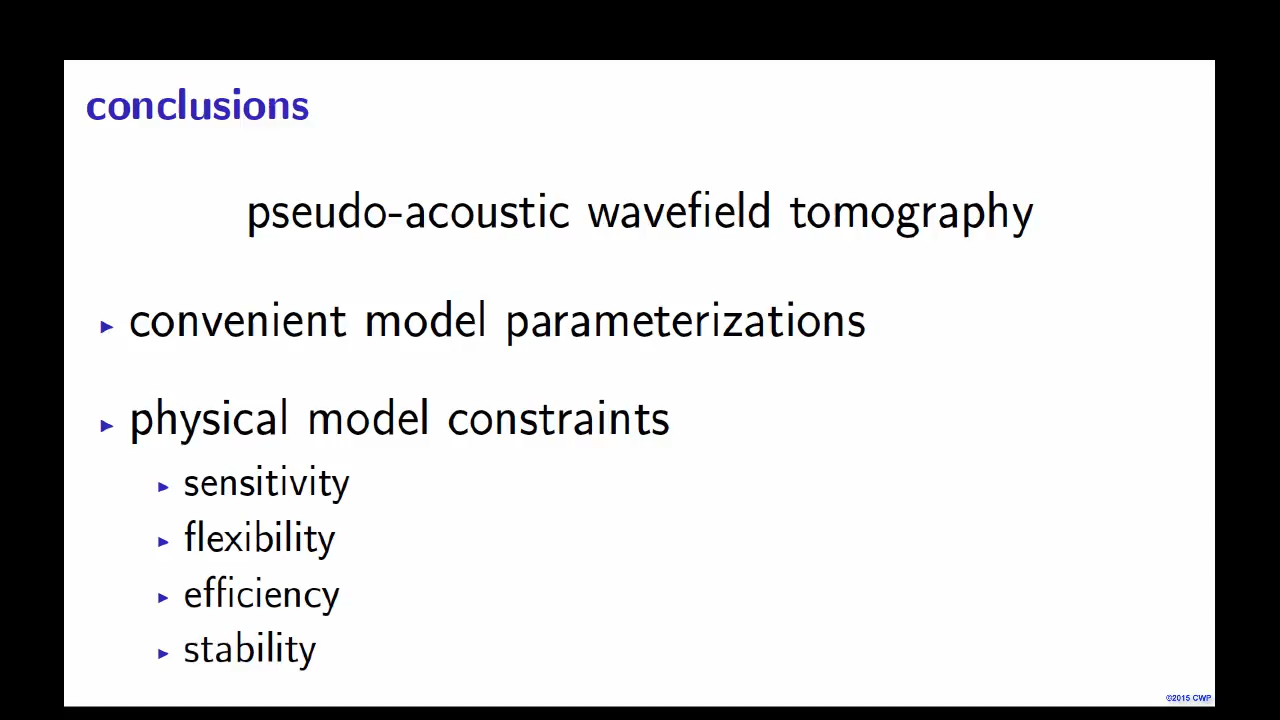 conclusions
pseudo-acoustic wavefield tomography
▸ convenient model parameterizations
▸ physical model constraints
▸ sensitivity
▸ flexibility
▸ efficiency
▸ stability
©2015 CWP